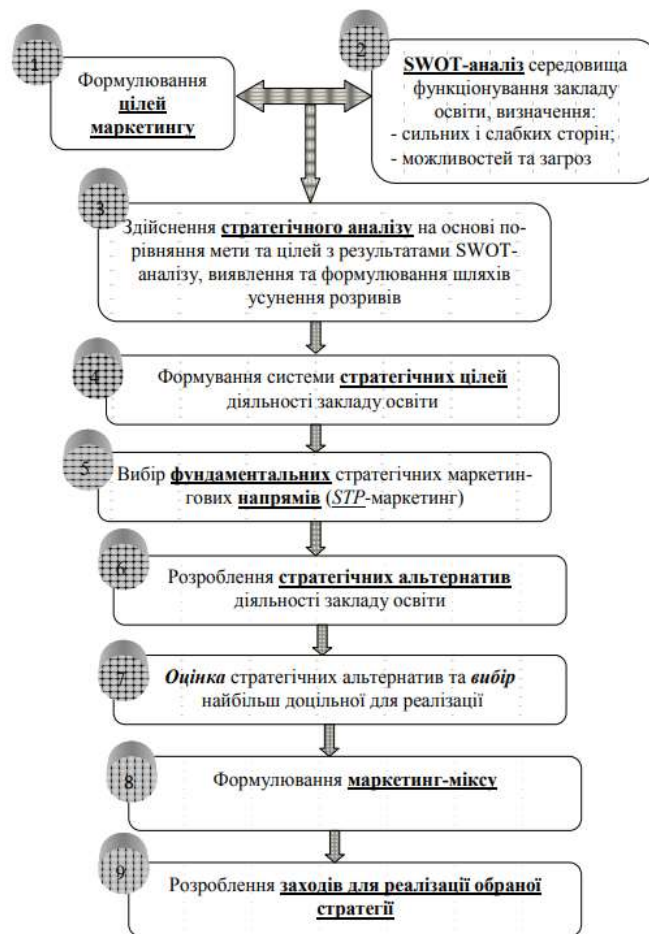 1
Формулювання
цілей
маркетингу
2
SWOT-аналіз середовища
функціонування закладу
освіти, визначення:
- сильних і слабких сторін;
- можливостей та загроз
3
Здійснення стратегічного аналізу на основі по-
рівняння мети та цілей з результатами SWOT-
аналізу, виявлення та формулювання шляхів
усунення розривів
4
Формування системи стратегічних цілей
діяльності закладу освіти
5
Вибір фундаментальних стратегічних маркетин-
гових напрямів (STP-маркетинг)
6
Розроблення стратегічних альтернатив
діяльності закладу освіти
7
Оцінка стратегічних альтернатив та вибір
найбільш доцільної для реалізації
8
Формулювання маркетинг-міксу
9
Розроблення заходів для реалізації обраної
стратегії